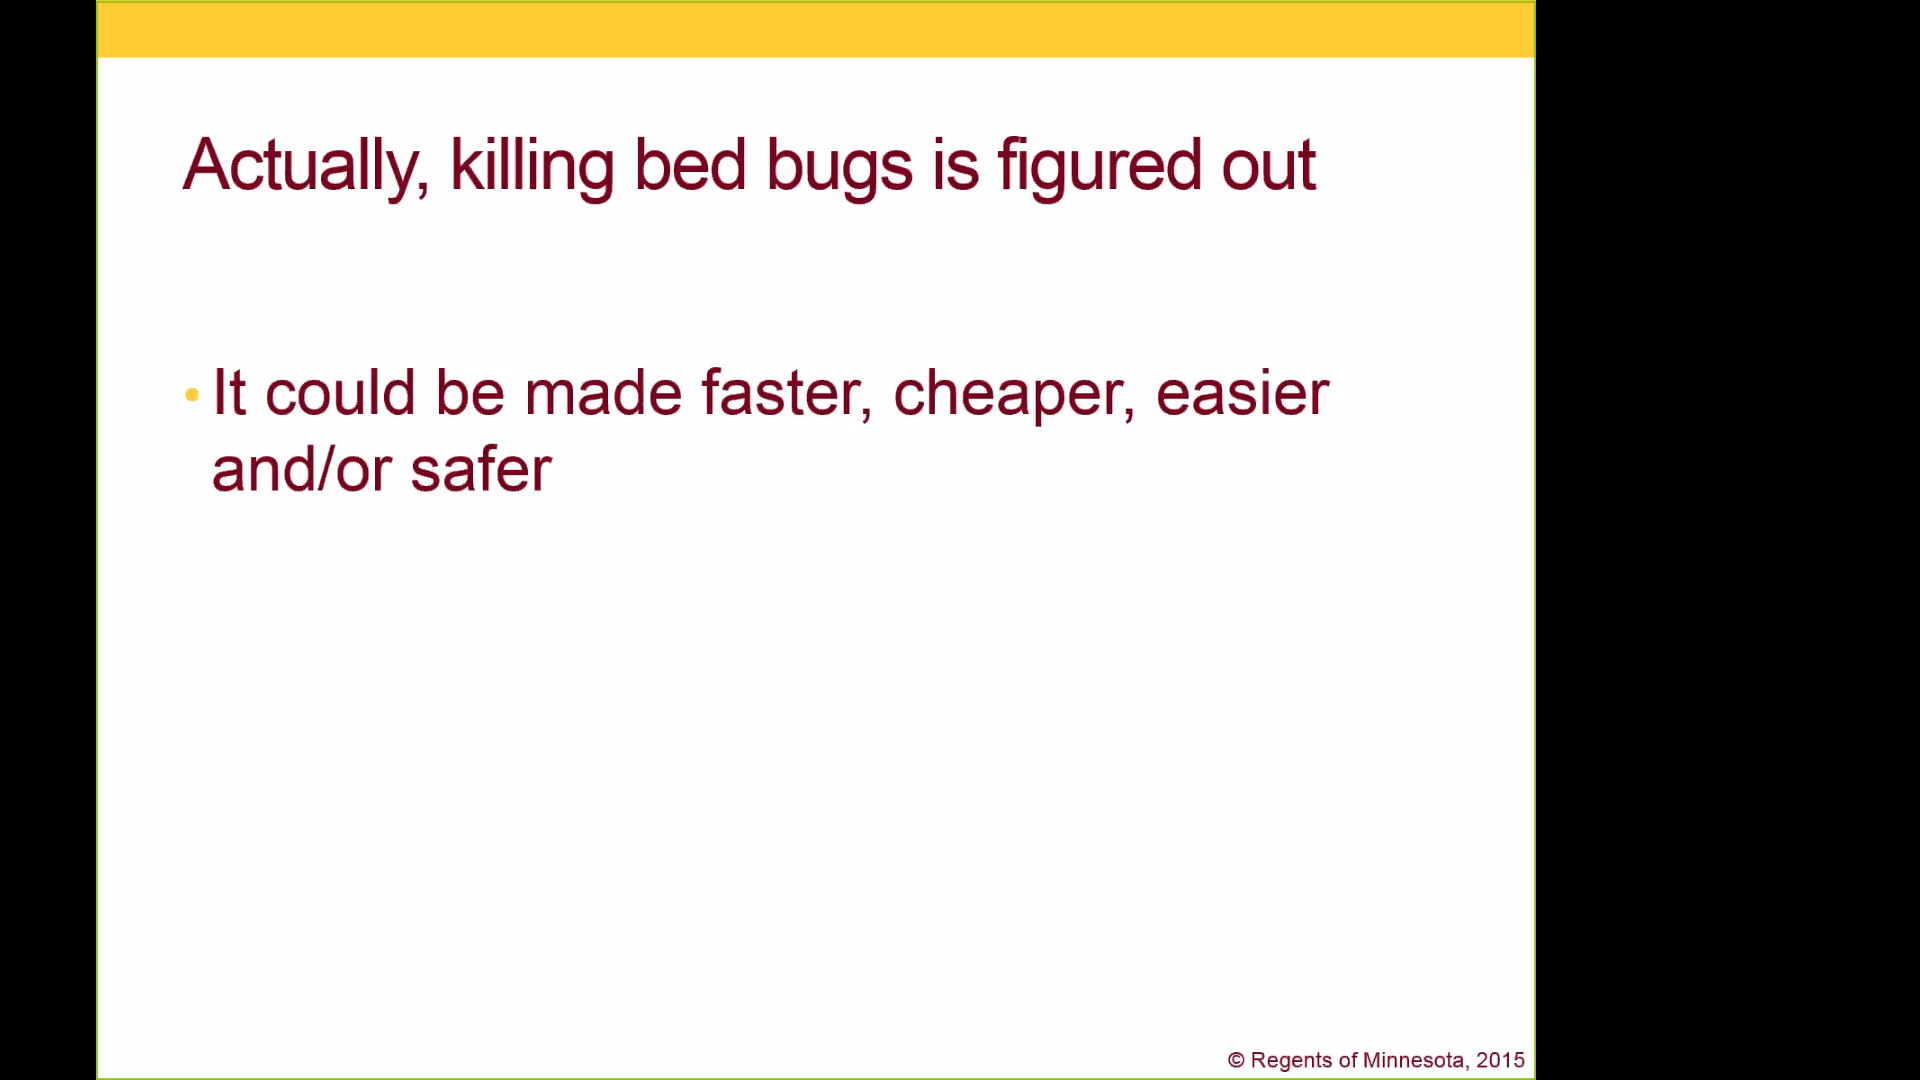 Actually, killing bed bugs is figured out
• It could be made faster, cheaper, easier
and/or safer
© Regents of Minnesota, 2015